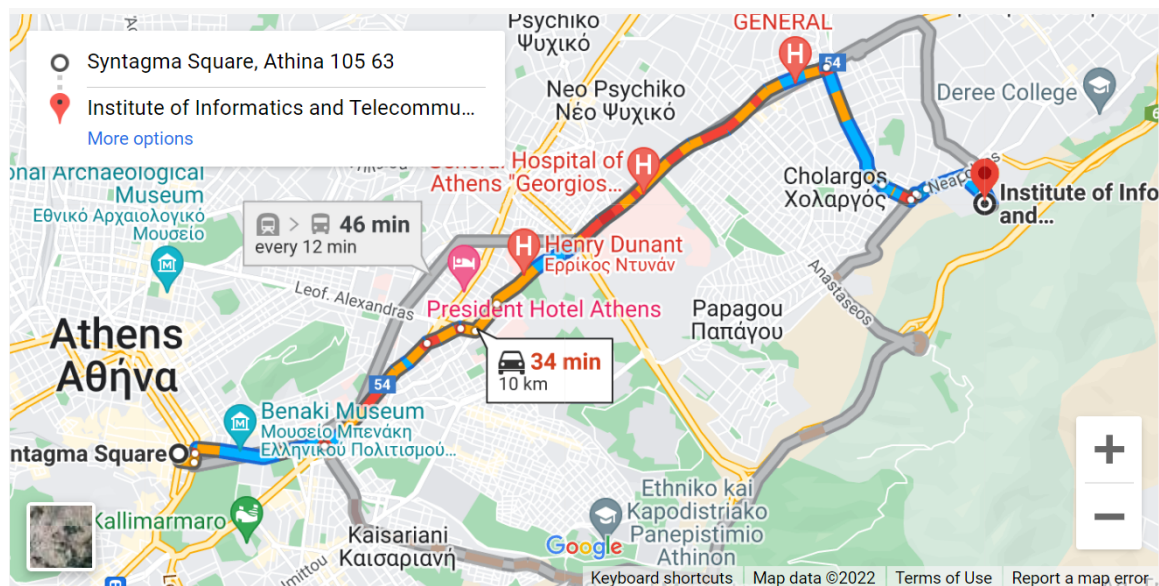 Psychiko
Ψυχικό
GENERAL
Syntagma Square, Athina 105 63
Institute of Informatics and Telecommu...
More options
54
Neo Psychiko
Νέο Ψυχικό
Deree College
onal Archaeological
Museum
Εθνικό Αρχαιολογικό
Μουσείο
Hospital of
Athens "Georgios...
Cholargos
Χολαργός
Institute of Info
and...
46 min
every 12 min
Henry Dunant
Ερρίκος Ντυνάν
Anastaseos
Leof. Alexandras
President Hotel Athens
Papagou
Παπάγου
Athens
Αθήνα
34 min
10 km
54
Benaki Museum
Μουσείο Μπενάκη
Ελληνικού Πολιτισμού...
ntagma Square
Kallimarmaro
Kaisariani
Καισαριανή
Ethniko kai
Kapodistriako
Panepistimio
Athinon
Google
Keyboard shortcuts
Map data ©2022
Terms of Use
Report a map error